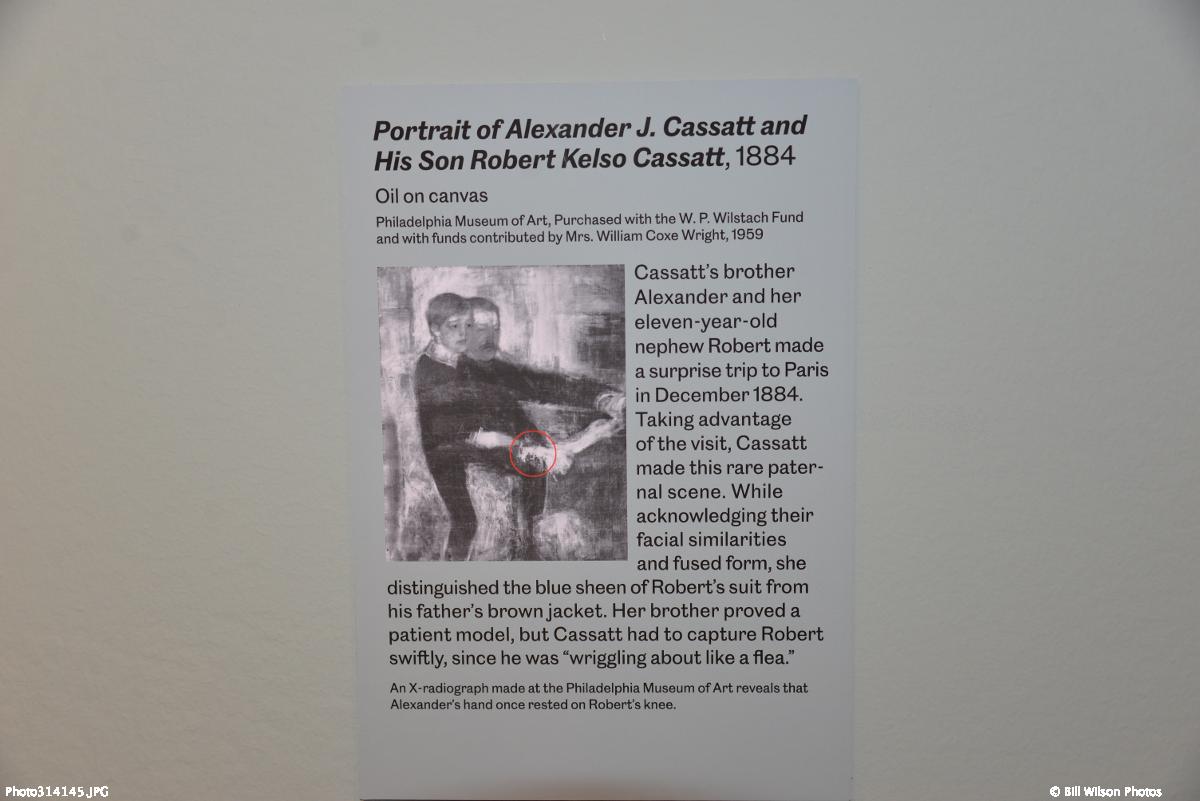 Portrait of Alexander J. Cassatt and
His Son Robert Kelso Cassatt, 1884
Oil on canvas
Philadelphia Museum of Art, Purchased with the W. P. Wilstach Fund
and with funds contributed by Mrs. William Coxe Wright, 1959
Cassatt's brother
Alexander and her
eleven-year-old
nephew Robert made
a surprise trip to Paris
in December 1884.
Taking advantage
of the visit, Cassatt
made this rare pater-
nal scene. While
acknowledging their
facial similarities
and fused form, she
distinguished the blue sheen of Robert's suit from
his father's brown jacket. Her brother proved a
patient model, but Cassatt had to capture Robert
swiftly, since he was “wriggling about like a flea.”
An X-radiograph made at the Philadelphia Museum of Art reveals that
Alexander's hand once rested on Robert's knee.
Photo314145.JPG
© Bill Wilson Photos